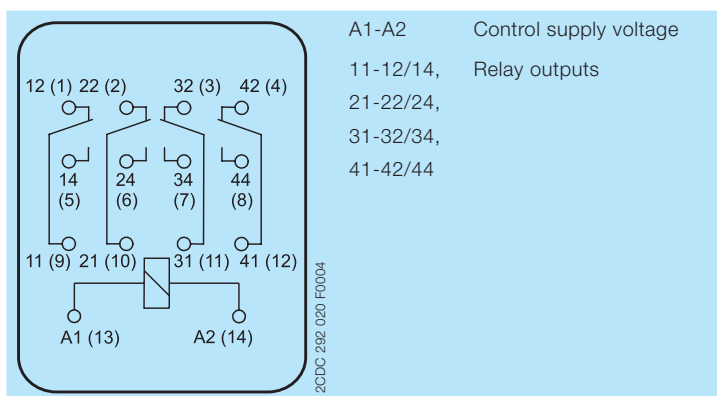 A1-A2 Control supply voltage
11-12/14, Relay outputs
21-22/24,
31-32/34,
41-42/44
12 (1) 22 (2) 32 (3) 42 (4)
14 24 34 44
(5) (6) (7) (8)
11 (9) 21 (10) 31 (11) 41 (12)
A1 (13) A2 (14)
2CDC 292 020 F0004